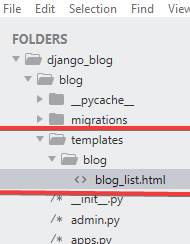 File Edit Selection Find View
FOLDERS
django_blog
blog
__pycache__
migrations
templates
blog
<> blog_list.html
/* __init__.py
/* admin.py
/* apps.py